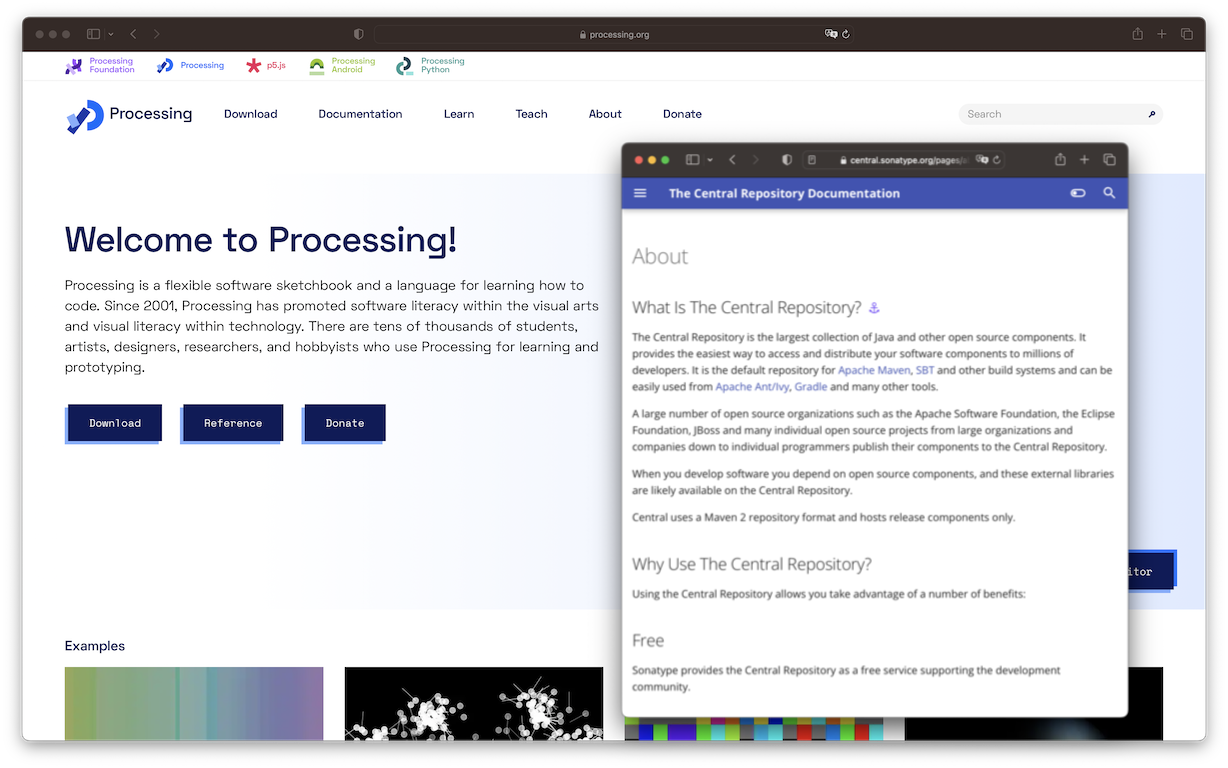 processing.org
Processing
Foundation
Processing
p5.js
Processing
Android
Processing
Python
Processing
Download
Documentation
Learn
Teach
About
Donate
Search
Welcome to Processing!
Processing is a flexible software sketchbook and a language for learning how to
code. Since 2001, Processing has promoted software literacy within the visual arts
and visual literacy within technology. There are tens of thousands of students,
artists, designers, researchers, and hobbyists who use Processing for learning and
prototyping.
Download
Reference
Donate
Examples
central.sonatype.org/pages/
The Central Repository Documentation
About
What Is The Central Repository?
The Central Repository is the largest collection of Java and other open source components. It
provides the easiest way to access and distribute your software components to millions of
developers. It is the default repository for Apache Maven, SBT and other build systems and can be
easily used from Apache Ant/Ivy, Gradle and many other tools.
A large number of open source organizations such as the Apache Software Foundation, the Eclipse
Foundation, JBoss and many individual open source projects from large organizations and
companies down to individual programmers publish their components to the Central Repository.
When you develop software you depend on open source components, and these external libraries
are likely available on the Central Repository.
Central uses a Maven 2 repository format and hosts release components only.
Why Use The Central Repository?
Using the Central Repository allows you take advantage of a number of benefits:
Free
Sonatype provides the Central Repository as a free service supporting the development
community.